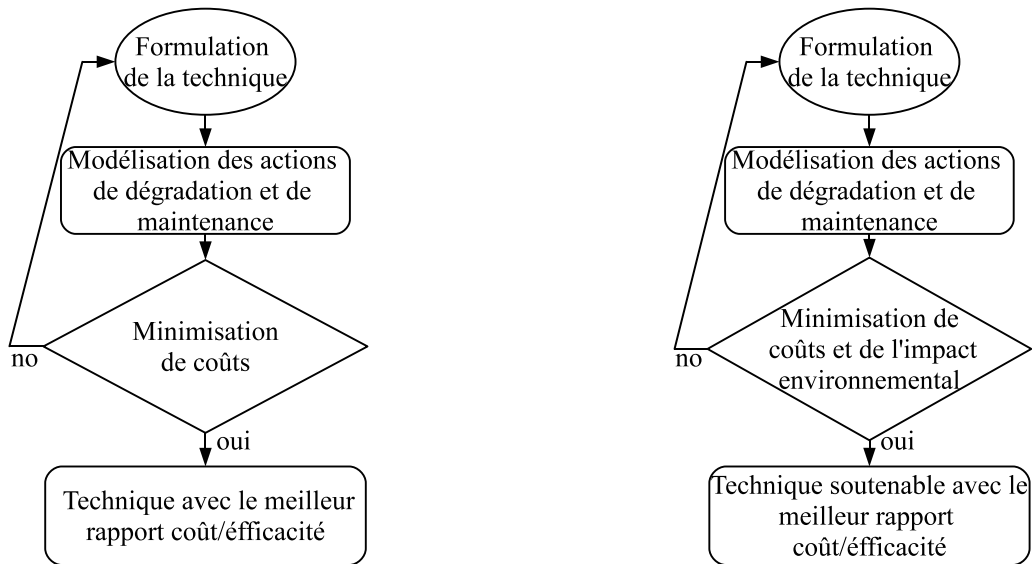 Formulation
de la technique
Modélisation des actions
de dégradation et de
maintenance
Minimisation
de coûts
no
oui
Technique avec le meilleur
rapport coût/éfficacité
Formulation
de la technique
Modélisation des actions
de dégradation et de
maintenance
Minimisation de
coûts et de l'impact
environnemental
no
oui
Technique soutenable avec le
meilleur rapport
coût/éfficacité